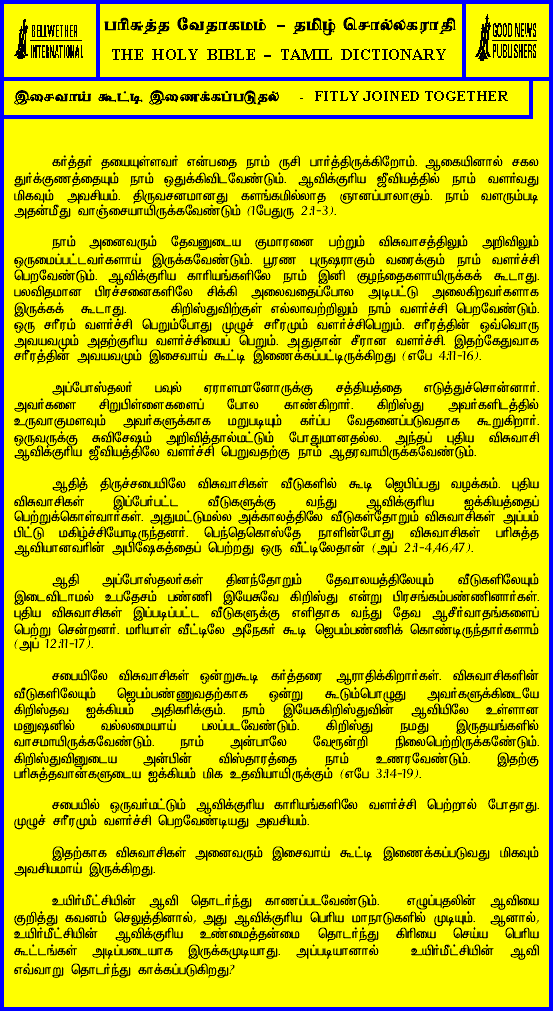 BELLWETHER
INTERNATIONAL
பரிசுத்த வேதாகமம் – தமிழ் சொல்லகராதி
THE HOLY BIBLE – TAMIL DICTIONARY
GOOD NEWS
PUBLISHERS
இசைவாய் கூட்டி இணைக்கப்படுதல் - FITLY JOINED TOGETHER
கர்த்தர் தயையுள்ளவர் என்பதை நாம் ருசி பார்த்திருக்கிறோம். ஆகையினால் சகல
துர்க்குணத்தையும் நாம் ஒதுக்கிவிடவேண்டும். ஆவிக்குரிய ஜீவியத்தில் நாம் வளர்வது
மிகவும் அவசியம். திருவசனமானது களங்கமில்லாத ஞானப்பாலாகும். நாம் வளரும்படி
அதன்மீது வாஞ்சையாயிருக்கவேண்டும் (1பேதுரு 2:1-3).
நாம் அனைவரும் தேவனுடைய குமாரனை பற்றும் விசுவாசத்திலும் அறிவிலும்
ஒருமைப்பட்டவர்களாய் இருக்கவேண்டும். பூரண புருஷராகும் வரைக்கும் நாம் வளர்ச்சி
பெறவேண்டும். ஆவிக்குரிய காரியங்களிலே நாம் இனி குழந்தைகளாயிருக்கக் கூடாது.
பலவிதமான பிரச்சனைகளிலே சிக்கி அலைவதைப்போல அடிபட்டு அலைகிறவர்களாக
இருக்கக் கூடாது. கிறிஸ்துவிற்குள் எல்லாவற்றிலும் நாம் வளர்ச்சி பெறவேண்டும்.
ஒரு சரீரம் வளர்ச்சி பெறும்போது முழுச் சரீரமும் வளர்ச்சிபெறும். சரீரத்தின் ஒவ்வொரு
அவயவமும் அதற்குரிய வளர்ச்சியைப் பெறும். அதுதான் சீரான வளர்ச்சி. இதற்கேதுவாக
சரீரத்தின் அவயவமும் இசைவாய் கூட்டி இணைக்கப்பட்டிருக்கிறது (எபே 4:11-16).
அப்போஸ்தலர் பவுல் ஏராளமானோருக்கு சத்தியத்தை எடுத்துச்சொன்னார்.
அவர்களை சிறுபிள்ளைகளைப் போல காண்கிறார். கிறிஸ்து அவர்களிடத்தில்
உருவாகுமளவும் அவர்களுக்காக மறுபடியும் கர்ப்ப வேதனைப்படுவதாக கூறுகிறார்.
ஒருவருக்கு சுவிசேஷம் அறிவித்தால்மட்டும் போதுமானதல்ல. அந்தப் புதிய விசுவாசி
ஆவிக்குரிய ஜீவியத்திலே வளர்ச்சி பெறுவதற்கு நாம் ஆதரவாயிருக்கவேண்டும்.
ஆதித் திருச்சபையிலே விசுவாசிகள் வீடுகளில் கூடி ஜெபிப்பது வழக்கம். புதிய
விசுவாசிகள் இப்பேர்பட்ட வீடுகளுக்கு வந்து ஆவிக்குரிய ஐக்கியத்தைப்
பெற்றுக்கொள்வார்கள். அதுமட்டுமல்ல அக்காலத்திலே வீடுகள்தோறும் விசுவாசிகள் அப்பம்
பிட்டு மகிழ்ச்சியோடிருந்தனர். பெந்தெகொஸ்தே நாளின்போது விசுவாசிகள் பரிசுத்த
ஆவியானவரின் அபிஷேகத்தைப் பெற்றது ஒரு வீட்டிலேதான் (அப் 2:1-4,46,47).
ஆதி அப்போஸ்தலர்கள் தினந்தோறும் தேவாலயத்திலேயும் வீடுகளிலேயும்
இடைவிடாமல் உபதேசம் பண்ணி இயேசுவே கிறிஸ்து என்று பிரசங்கம்பண்ணினார்கள்.
புதிய விசுவாசிகள் இப்படிப்பட்ட வீடுகளுக்கு எளிதாக வந்து தேவ ஆசீர்வாதங்களைப்
பெற்று சென்றனர். மரியாள் வீட்டிலே அநேகர் கூடி ஜெபம்பண்ணிக் கொண்டிருந்தார்களாம்
(அப் 12:11-17).
சபையிலே விசுவாசிகள் ஒன்றுகூடி கர்த்தரை ஆராதிக்கிறார்கள். விசுவாசிகளின்
வீடுகளிலேயும் ஜெபம்பண்ணுவதற்காக ஒன்று கூடும்பொழுது அவர்களுக்கிடையே
கிறிஸ்தவ ஐக்கியம் அதிகரிக்கும். நாம் இயேசுகிறிஸ்துவின் ஆவியிலே உள்ளான
மனுஷனில் வல்லமையாய் பலப்படவேண்டும். கிறிஸ்து நமது இருதயங்களில்
வாசமாயிருக்கவேண்டும். நாம் அன்பாலே வேரூன்றி நிலைபெற்றிருக்கண்டேும்.
கிறிஸ்துவினுடைய அன்பின் விஸ்தாரத்தை நாம் உணரவேண்டும். இதற்கு
பரிசுத்தவான்களுடைய ஐக்கியம் மிக உதவியாயிருக்கும் (எபே 3:14-19).
சபையில் ஒருவர்மட்டும் ஆவிக்குரிய காரியங்களிலே வளர்ச்சி பெற்றால் போதாது.
முழுச் சரீரமும் வளர்ச்சி பெறவேண்டியது அவசியம்.
இதற்காக விசுவாசிகள் அனைவரும் இசைவாய் கூட்டி இணைக்கப்படுவது மிகவும்
அவசியமாய் இருக்கிறது.
உயிர்மீட்சியின் ஆவி தொடர்ந்து காணப்படவேண்டும். எழுப்புதலின் ஆவியை
குறித்து கவனம் செலுத்தினால், அது ஆவிக்குரிய பெரிய மாநாடுகளில் முடியும். ஆனால்,
உயிர்மீட்சியின் ஆவிக்குரிய உண்மைத்தன்மை தொடர்ந்து கிரியை செய்ய பெரிய
கூட்டங்கள் அடிப்படையாக இருக்கமுடியாது. அப்படியானால் உயிர்மீட்சியின் ஆவி
எவ்வாறு தொடர்ந்து காக்கப்படுகிறது?